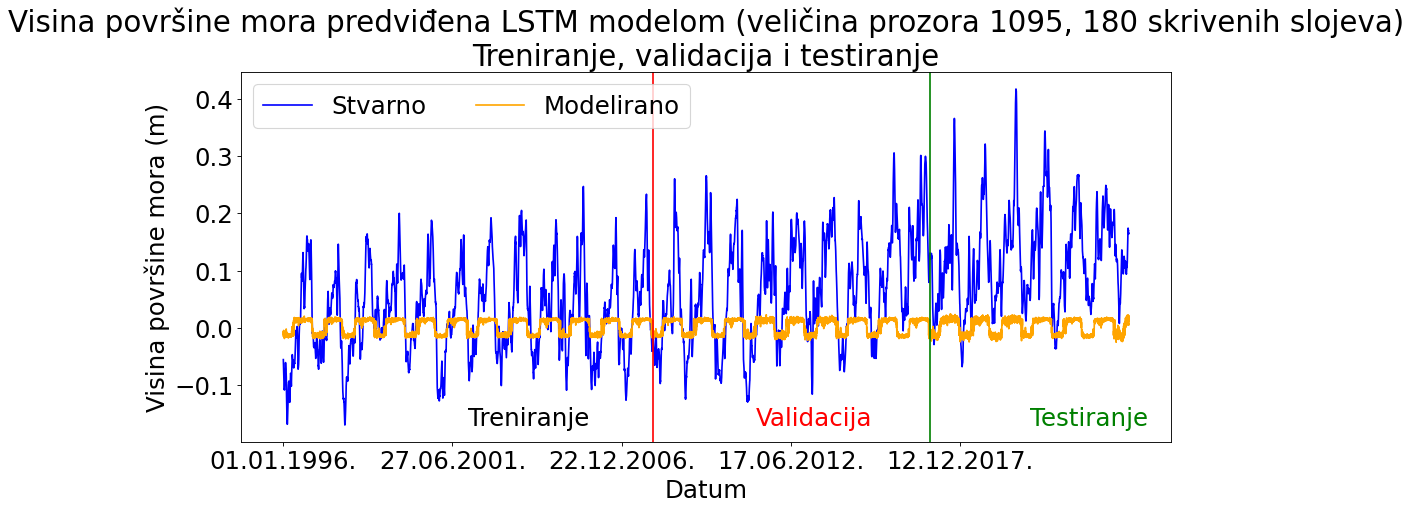 Visina površine mora predviđena LSTM modelom (veličina prozora 1095, 180 skrivenih slojeva)
Treniranje, validacija i testiranje
Stvarno
Modelirano
Visina površine mora (m)
0.4
0.3
0.2
0.1
0.0
−0.1
Treniranje
Validacija
Testiranje
01.01.1996.
27.06.2001.
22.12.2006.
17.06.2012.
12.12.2017.
Datum